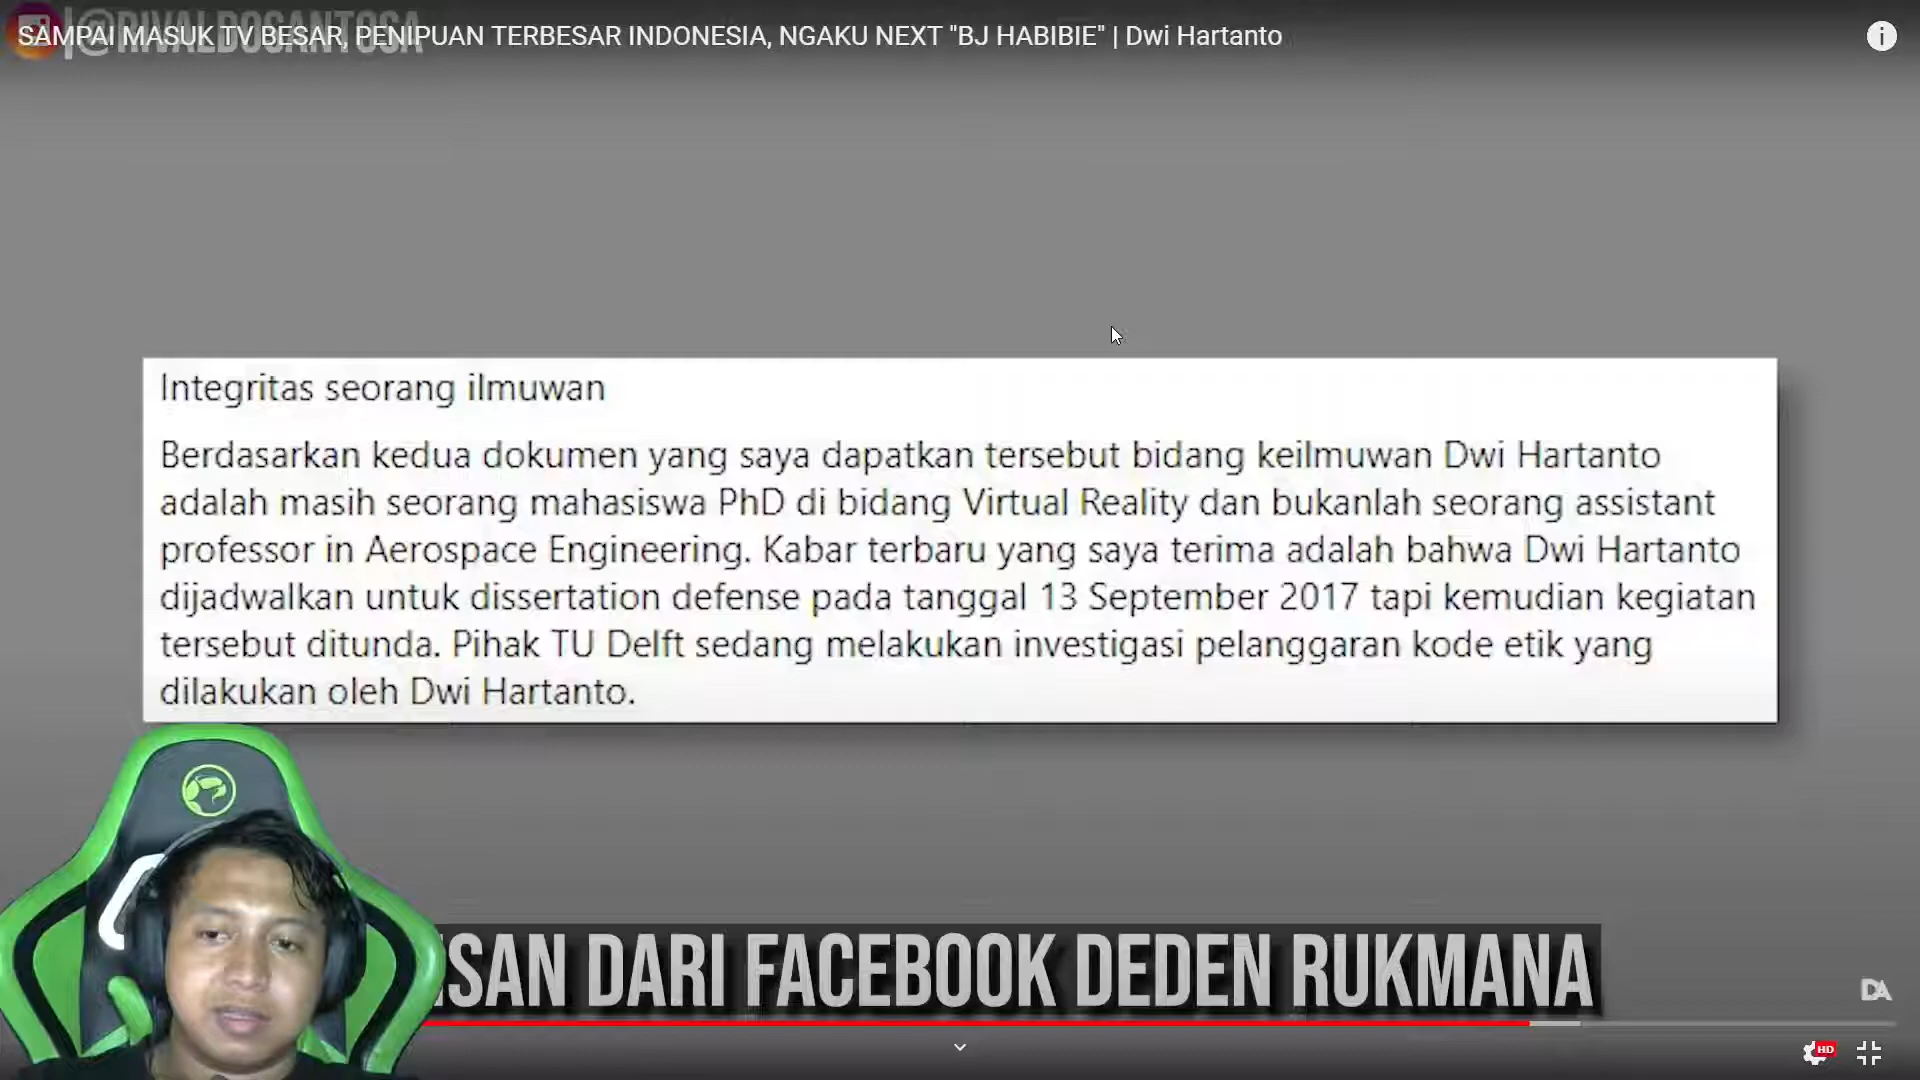 SAMPAI MASUK TV BESAR, PENIPUAN TERBESAR INDONESIA, NGAKU NEXT "BJ HABIBIE" | Dwi Hartanto
|@RIVALDOSANTOSA
Integritas seorang ilmuwan
Berdasarkan kedua dokumen yang saya dapatkan tersebut bidang keilmuwan Dwi Hartanto
adalah masih seorang mahasiswa PhD di bidang Virtual Reality dan bukanlah seorang assistant
professor in Aerospace Engineering. Kabar terbaru yang saya terima adalah bahwa Dwi Hartanto
dijadwalkan untuk dissertation defense pada tanggal 13 September 2017 tapi kemudian kegiatan
tersebut ditunda. Pihak TU Delft sedang melakukan investigasi pelanggaran kode etik yang
dilakukan oleh Dwi Hartanto.
ISAN DARI FACEBOOK DEDEN RUKMANA
DA
HD